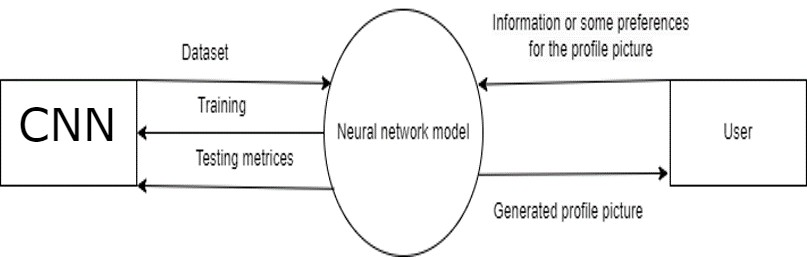 Information or some preferences
for the profile picture
Dataset
CNN
Training
Neural network model
User
Testing metrices
Generated profile picture